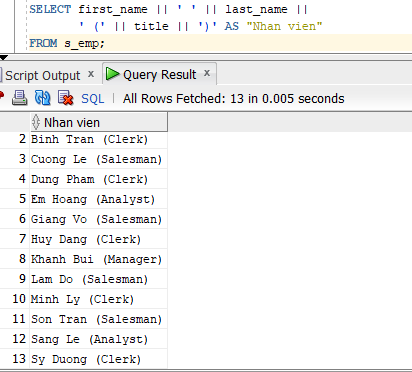 SELECT first_name || ' ' || last_name ||
' (' || title || ')' AS "Nhan vien"
FROM s_emp;
Script Output x Query Result x
SQL | All Rows Fetched: 13 in 0.005 seconds
Nhan vien
2 Binh Tran (Clerk)
3 Cuong Le (Salesman)
4 Dung Pham (Clerk)
5 Em Hoang (Analyst)
6 Giang Vo (Salesman)
7 Huy Dang (Clerk)
8 Khanh Bui (Manager)
9 Lam Do (Salesman)
10 Minh Ly (Clerk)
11 Son Tran (Salesman)
12 Sang Le (Analyst)
13 Sy Duong (Clerk)